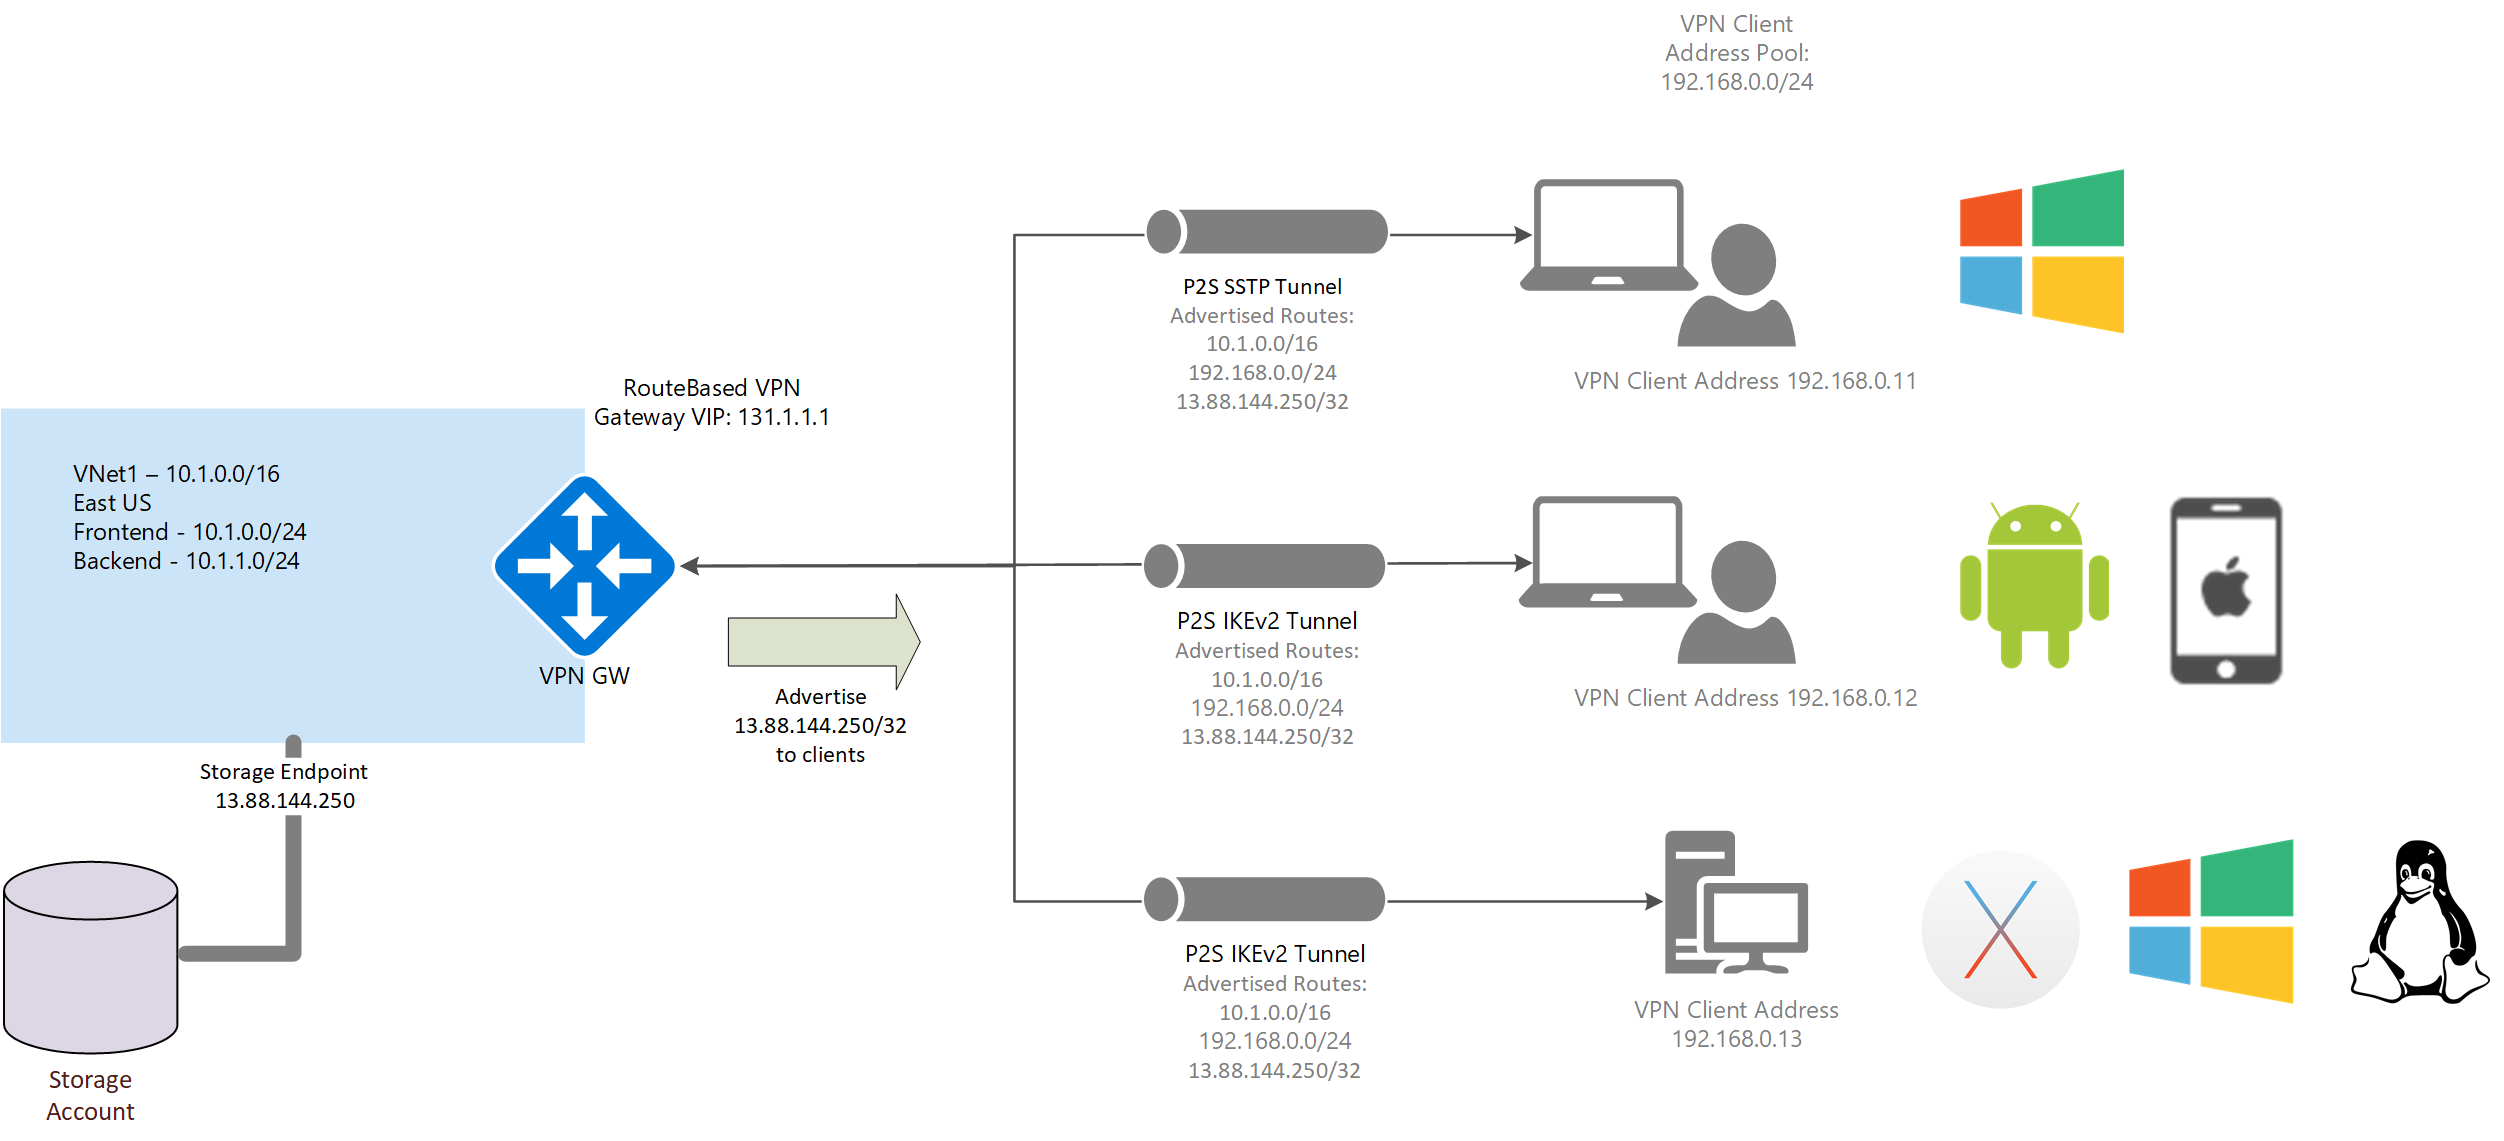 VPN Client
Address Pool:
192.168.0.0/24
P2S SSTP Tunnel
Advertised Routes:
10.1.0.0/16
192.168.0.0/24
13.88.144.250/32
VPN Client Address 192.168.0.11
RouteBased VPN
Gateway VIP: 131.1.1.1
VNet1 – 10.1.0.0/16
East US
Frontend - 10.1.0.0/24
Backend - 10.1.1.0/24
VPN GW
Advertise
13.88.144.250/32
to clients
P2S IKEv2 Tunnel
Advertised Routes:
10.1.0.0/16
192.168.0.0/24
13.88.144.250/32
VPN Client Address 192.168.0.12
Storage Endpoint
13.88.144.250
Storage
Account
P2S IKEv2 Tunnel
Advertised Routes:
10.1.0.0/16
192.168.0.0/24
13.88.144.250/32
VPN Client Address
192.168.0.13